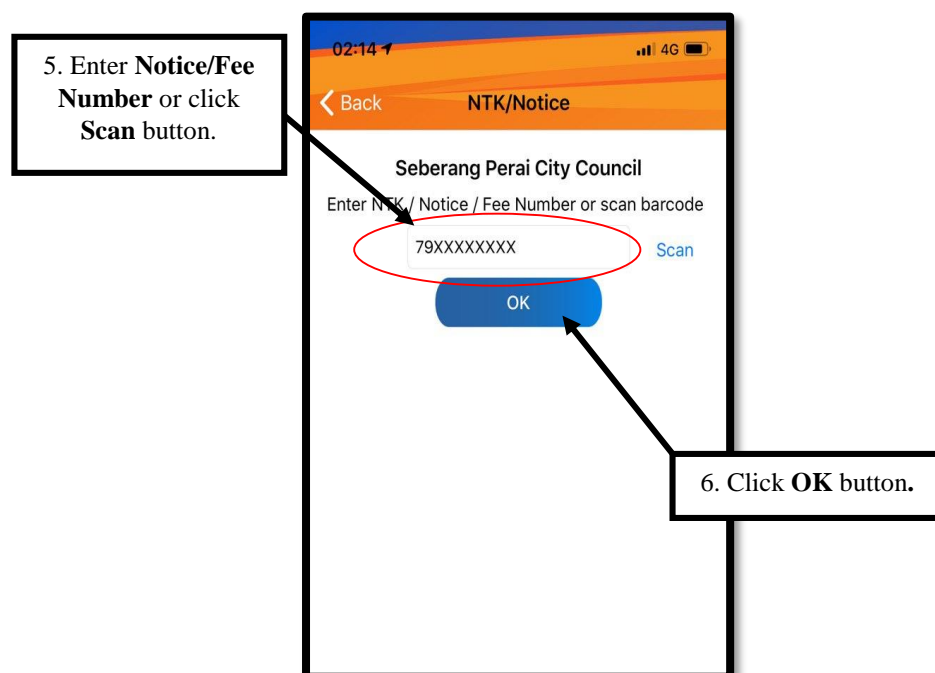 5. Enter Notice/Fee
Number or click
Scan button.
02:14
4G
Back
NTK/Notice
Seberang Perai City Council
Enter NTK / Notice / Fee Number or scan barcode
79XXXXXXXX
Scan
OK
6. Click OK button.